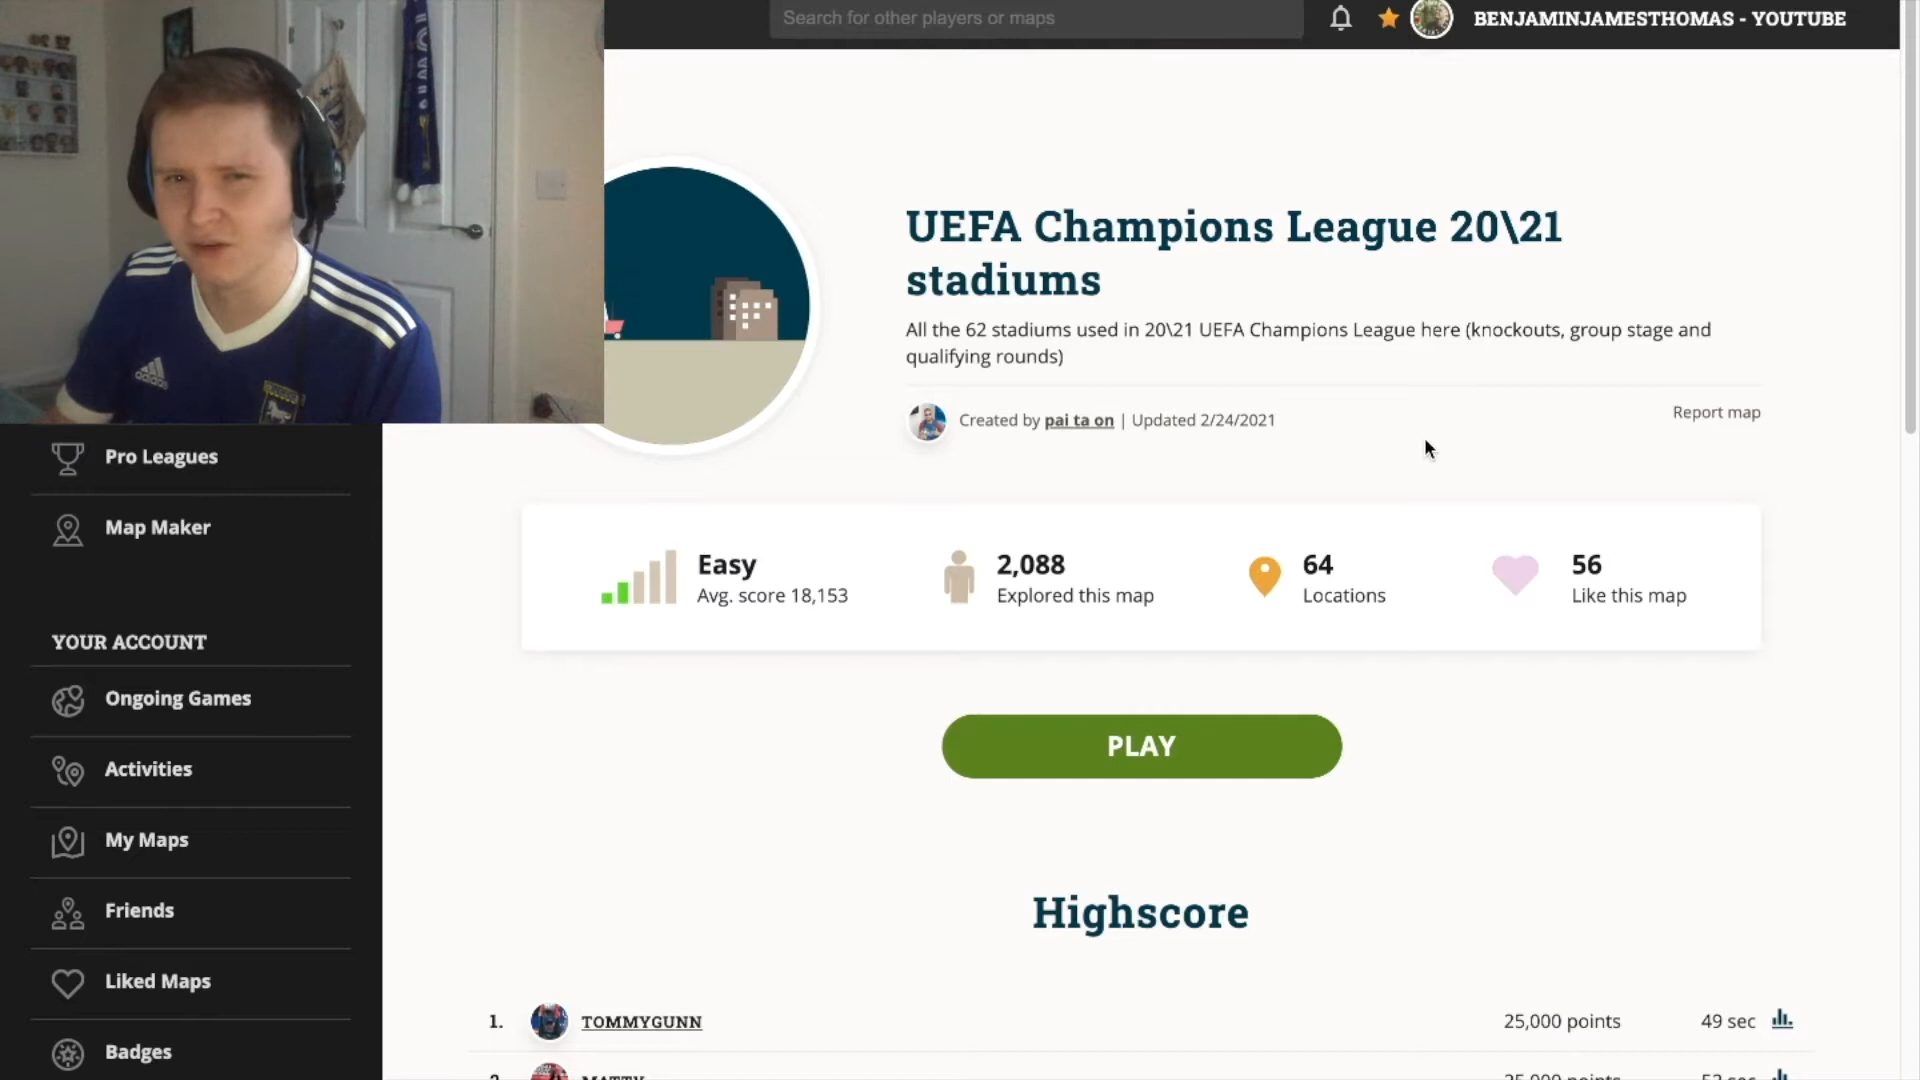 Search for other players or maps
BENJAMINJAMESTHOMAS - YOUTUBE
UEFA Champions League 20\21
stadiums
All the 62 stadiums used in 20\21 UEFA Champions League here (knockouts, group stage and
qualifying rounds)
Created by pai ta on | Updated 2/24/2021
Report map
adidas
Pro Leagues
Map Maker
YOUR ACCOUNT
Ongoing Games
Activities
My Maps
Friends
Liked Maps
Badges
Easy
Avg. score 18,153
2,088
Explored this map
64
Locations
56
Like this map
PLAY
Highscore
1. TOMMYGUNN 25,000 points 49 sec